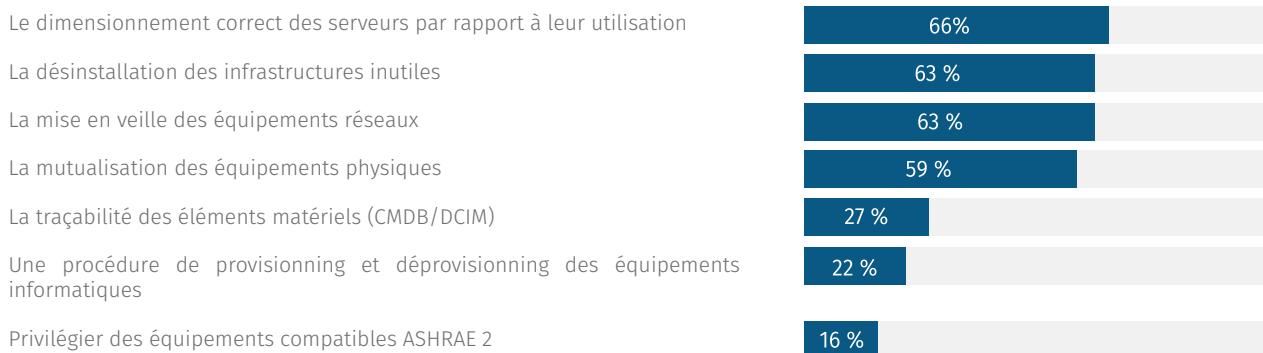 Le dimensionnement correct des serveurs par rapport à leur utilisation 66%
La désinstallation des infrastructures inutiles 63 %
La mise en veille des équipements réseaux 63 %
La mutualisation des équipements physiques 59 %
La traçabilité des éléments matériels (CMDB/DCIM) 27 %
Une procédure de provisionning et déprovisionning des équipements 22 %
informatiques
Privilégier des équipements compatibles ASHRAE 2 16 %